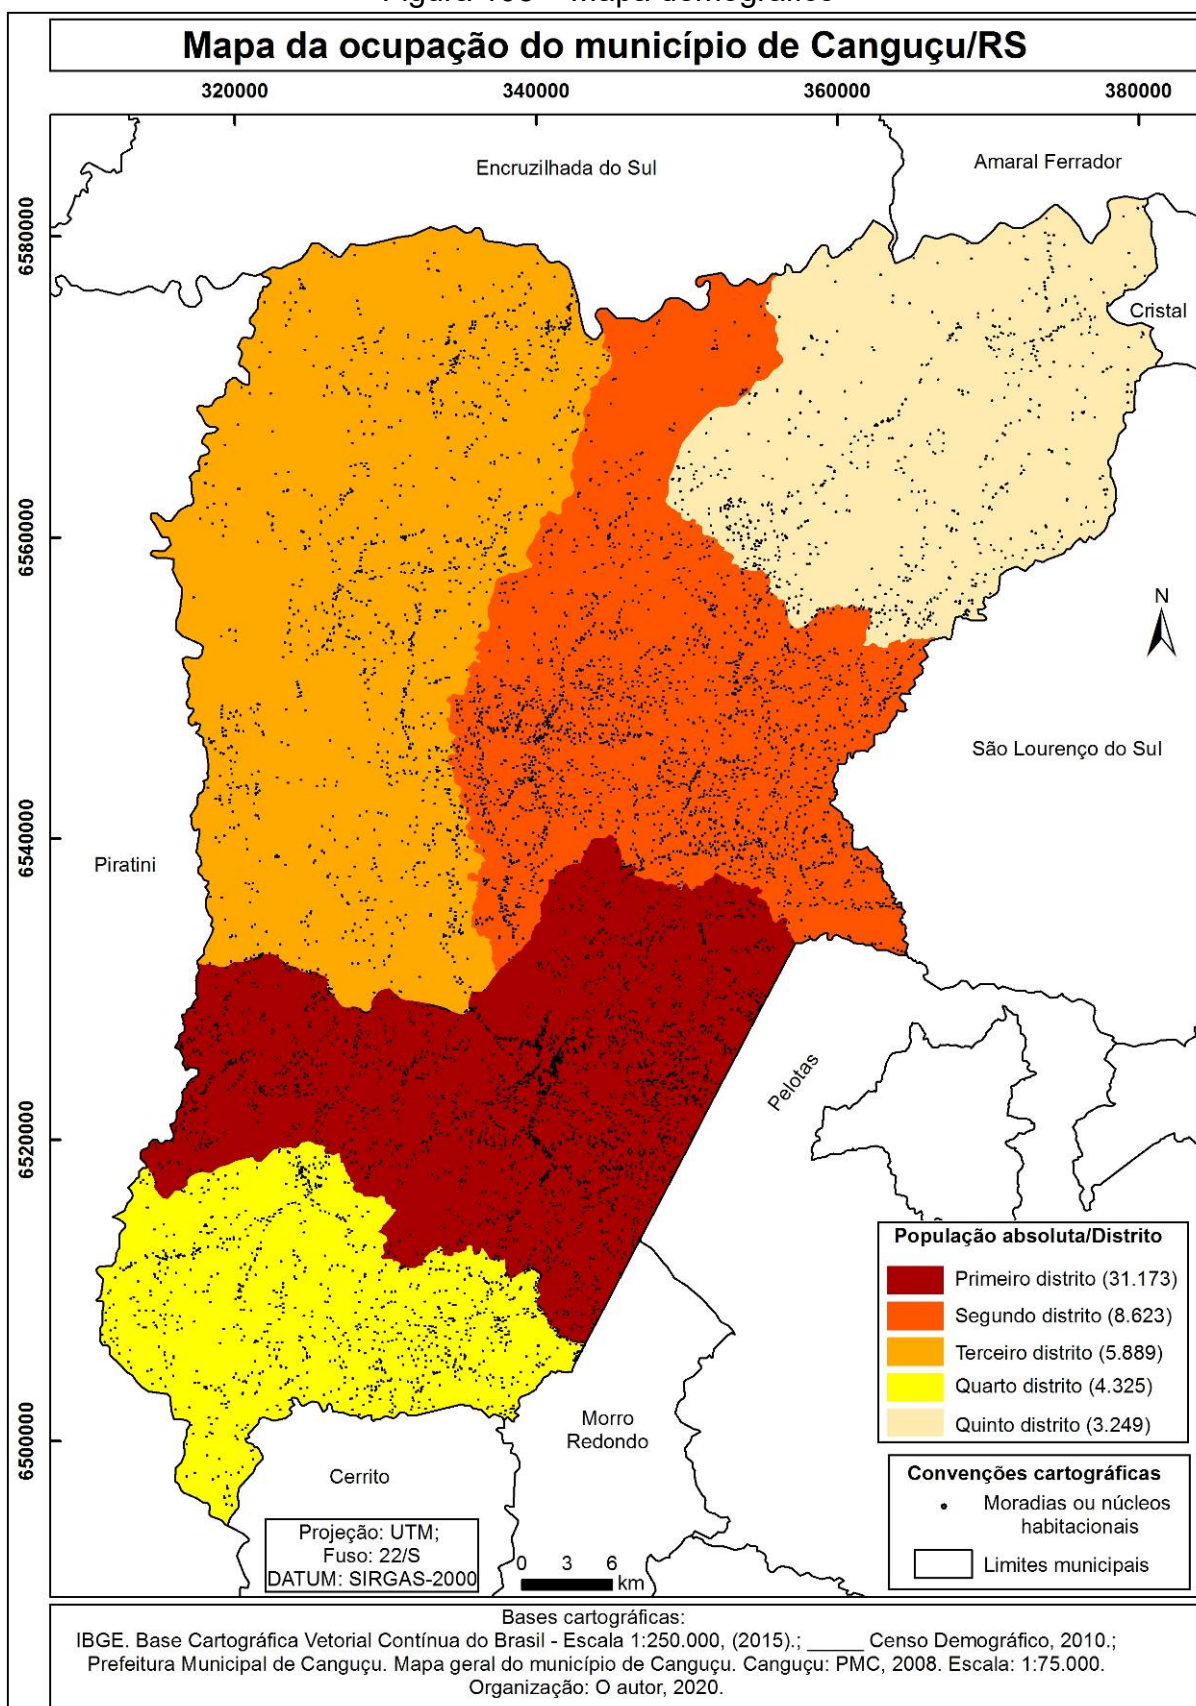 Mapa da ocupação do município de Canguçu/RS
320000
340000
360000
380000
Encruzilhada do Sul
Amaral Ferrador
6580000
Cristal
6560000
N
São Lourenço do Sul
6540000
Piratini
Pelotas
6520000
População absoluta/Distrito
Primeiro distrito (31.173)
Segundo distrito (8.623)
Terceiro distrito (5.889)
Quarto distrito (4.325)
Quinto distrito (3.249)
6500000
Morro
Redondo
Cerrito
Convenções cartográficas
Moradias ou núcleos
habitacionais
Limites municipais
Projeção: UTM;
Fuso: 22/S
DATUM: SIRGAS-2000
0 3 6
km
Bases cartográficas:
IBGE. Base Cartográfica Vetorial Contínua do Brasil - Escala 1:250.000, (2015).; _____ Censo Demográfico, 2010.;
Prefeitura Municipal de Canguçu. Mapa geral do município de Canguçu. Canguçu: PMC, 2008. Escala: 1:75.000.
Organização: O autor, 2020.